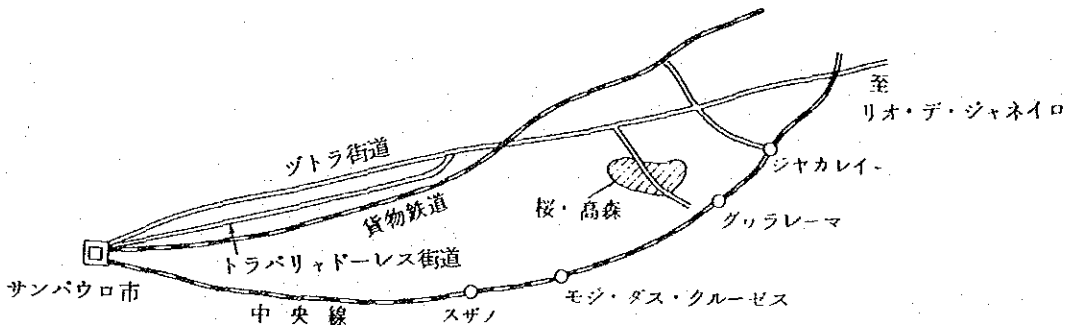 至
リオ・デ・ジャネイロ
ヅトラ街道
ジヤカレイ
桜・高森
グァラレーマ
貨物鉄道
トラバリャドーレス街道
サンパウロ市
モジ・ダス・クルーゼス
スザノ
中央線